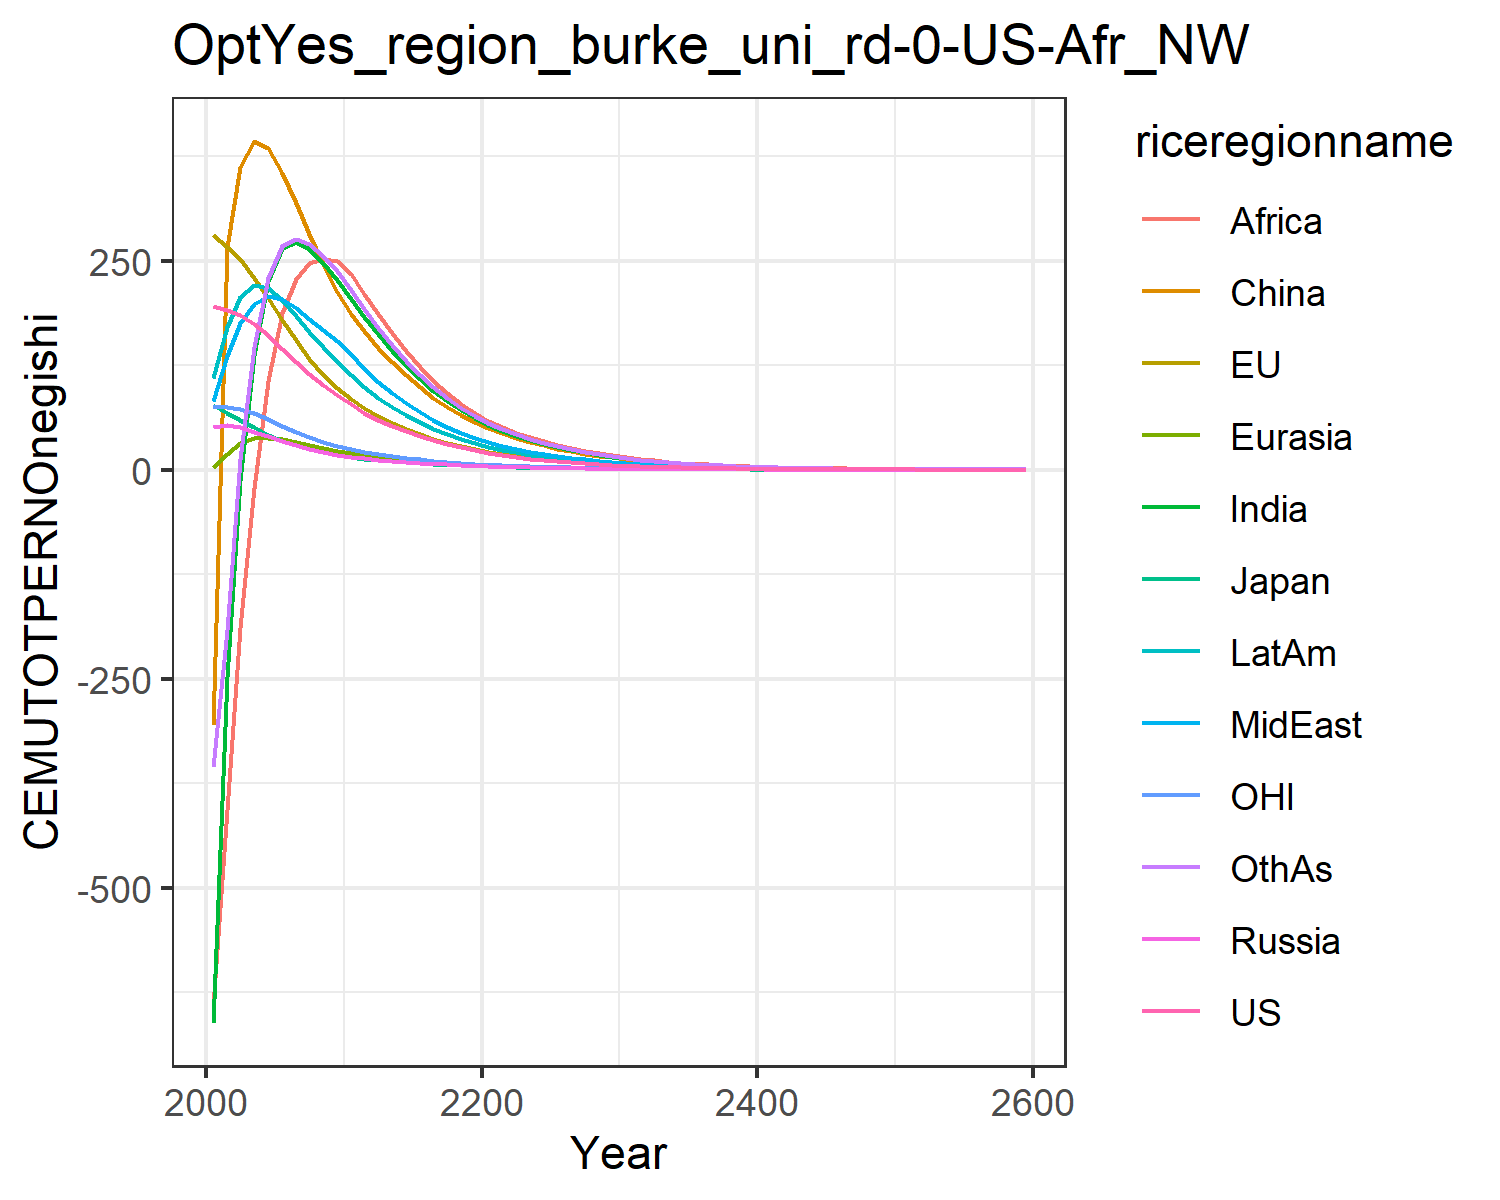 OptYes_region_burke_uni_rd-0-US-Afr_NW
CEMUTOTPERNOnegishi
250
0
-250
-500
2000
2200
2400
2600
Year
riceregionname
Africa
China
EU
Eurasia
India
Japan
LatAm
MidEast
OHI
OthAs
Russia
US